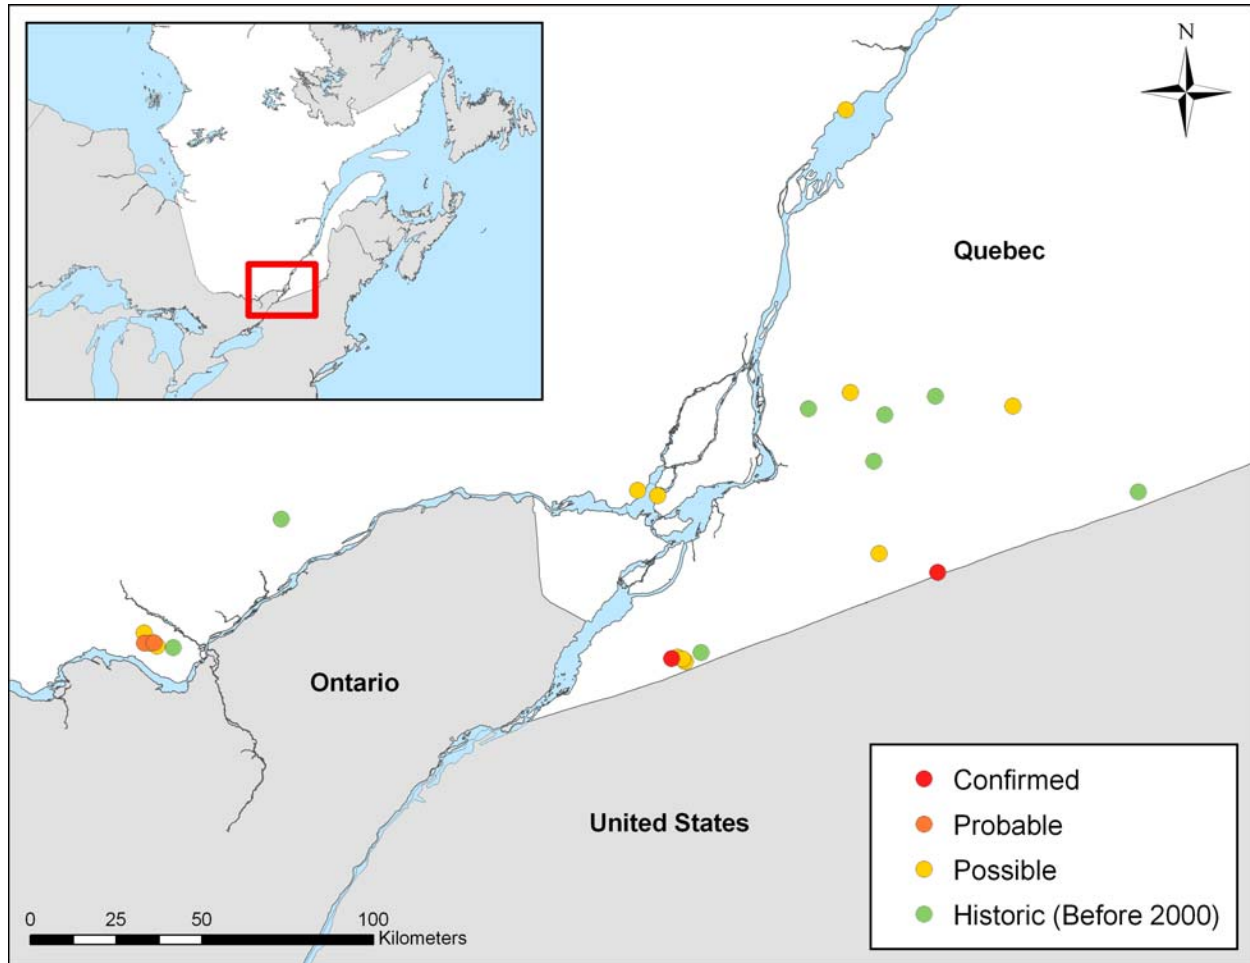 N
Quebec
Ontario
United States
Confirmed
Probable
Possible
Historic (Before 2000)
0 25 50 100
Kilometers